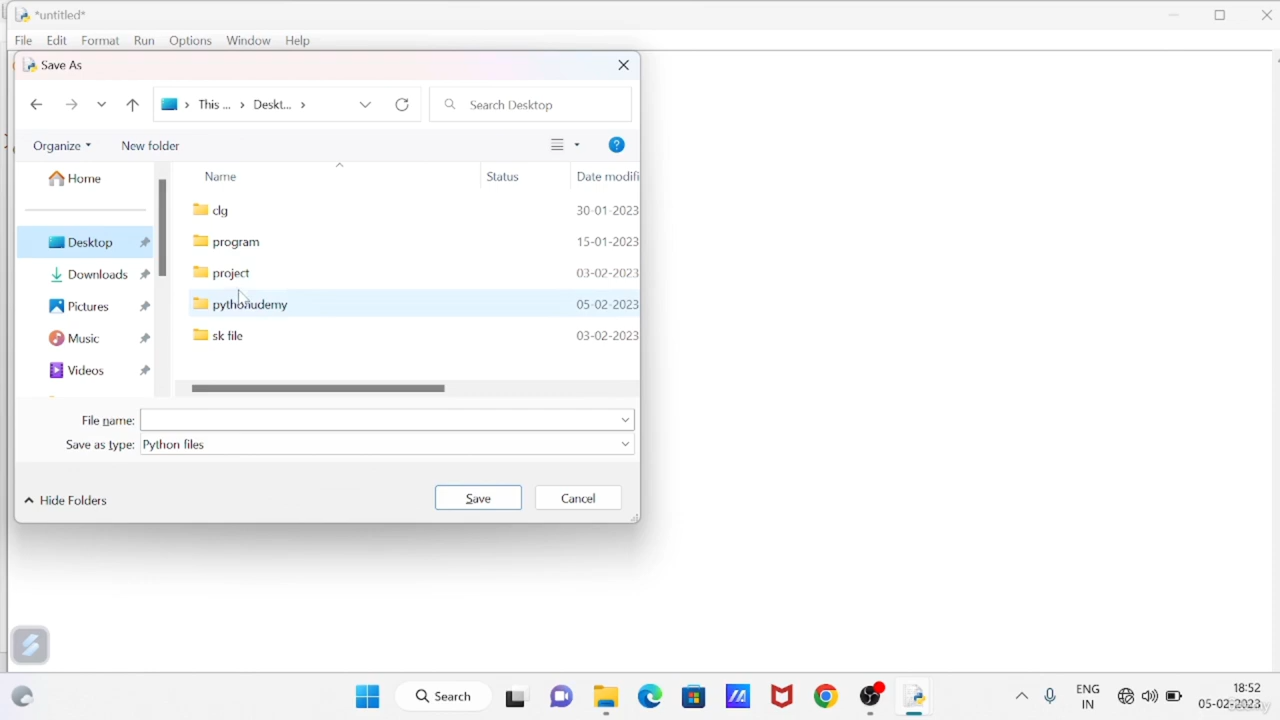 *untitled*
File Edit Format Run Options Window Help
Save As
This ... Deskt... Search Desktop
Organize New folder
Home
Desktop
Downloads
Pictures
Music
Videos
Name Status Date modifi
clg 30-01-2023
program 15-01-2023
project 03-02-2023
pythonudemy 05-02-2023
sk file 03-02-2023
File name:
Save as type: Python files
Hide Folders Save Cancel
Search
ENG
IN
18:52
05-02-2023